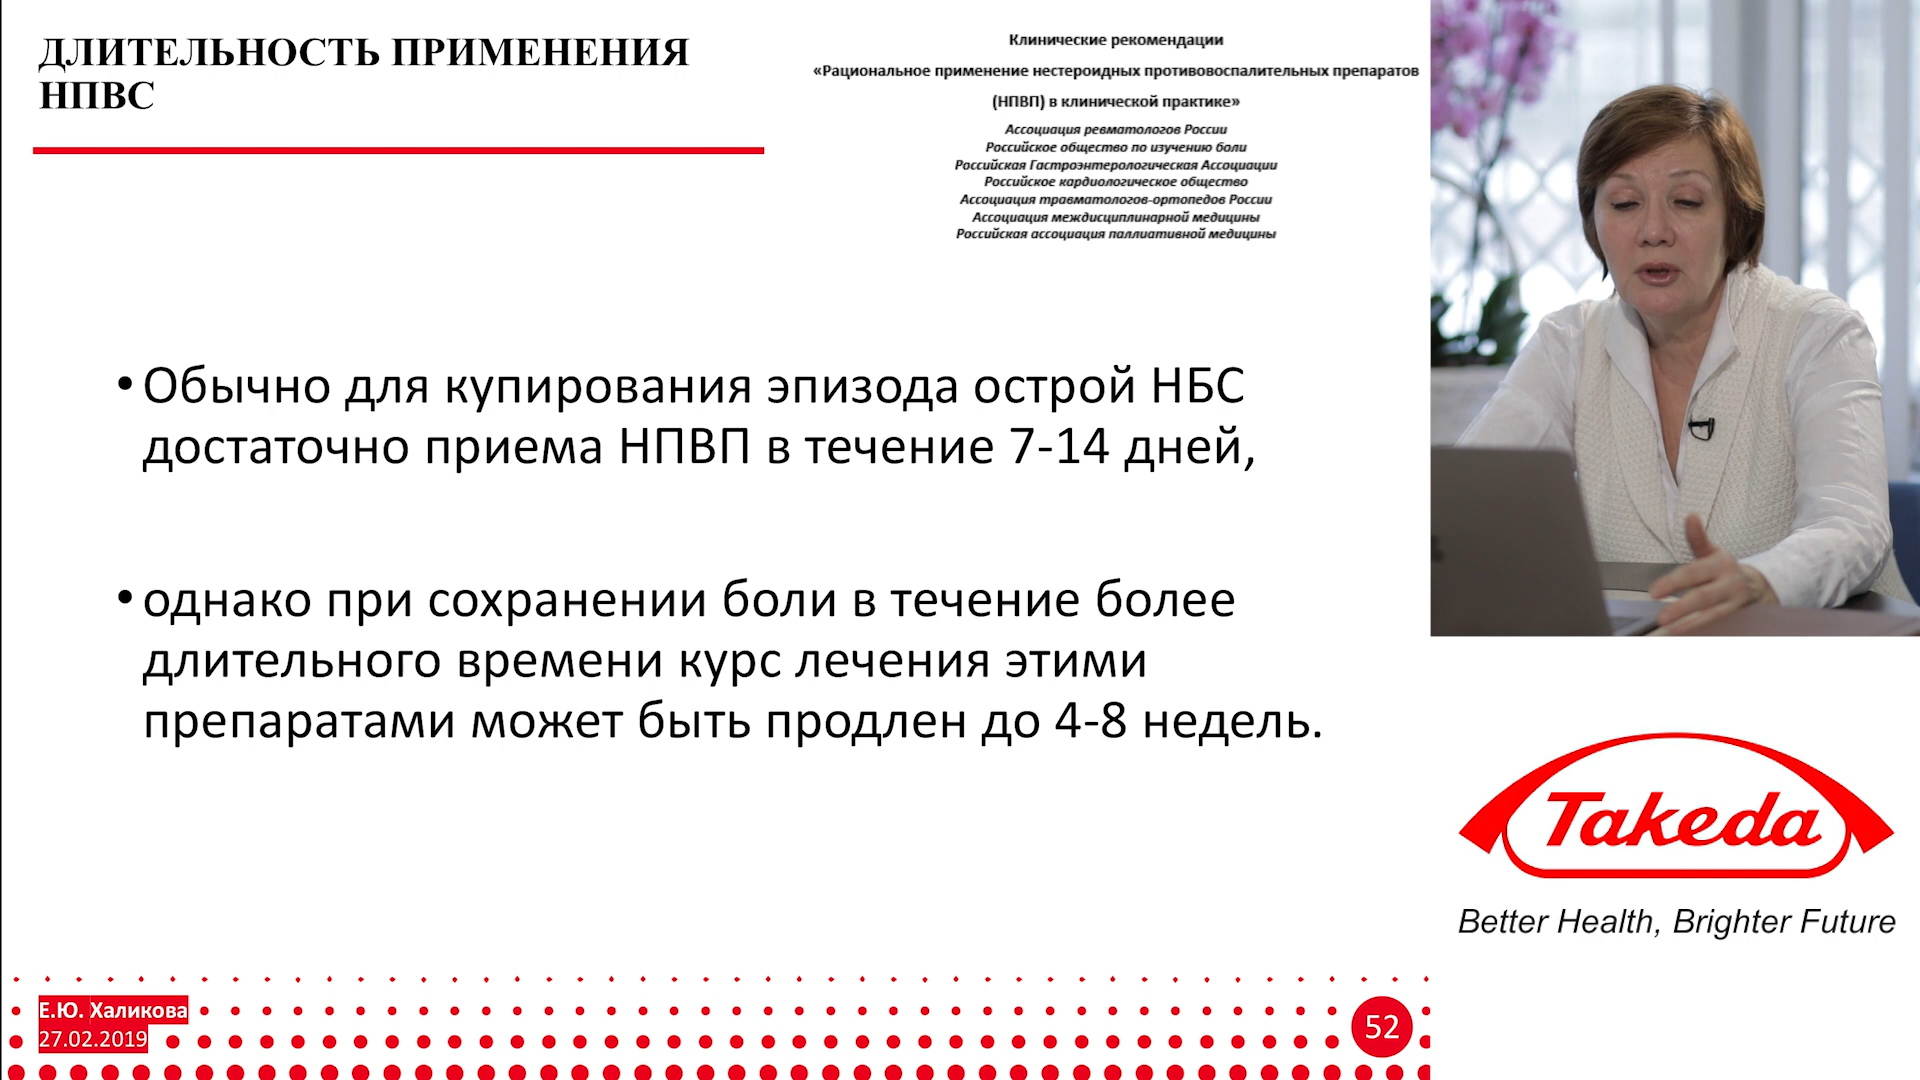 ДЛИТЕЛЬНОСТЬ ПРИМЕНЕНИЯ
НПВС
Клинические рекомендации
«Рациональное применение нестероидных противовоспалительных препаратов
(НПВП) в клинической практике»
Ассоциация ревматологов России
Российское общество по изучению боли
Российская Гастроэнтерологическая Ассоциации
Российское кардиологическое общество
Ассоциация травматологов-ортопедов России
Ассоциация междисциплинарной медицины
Российская ассоциация паллиативной медицины
• Обычно для купирования эпизода острой НБС
достаточно приема НПВП в течение 7-14 дней,
• однако при сохранении боли в течение более
длительного времени курс лечения этими
препаратами может быть продлен до 4-8 недель.
Takeda
Better Health, Brighter Future
Е.Ю. Халикова
27.02.2019
52